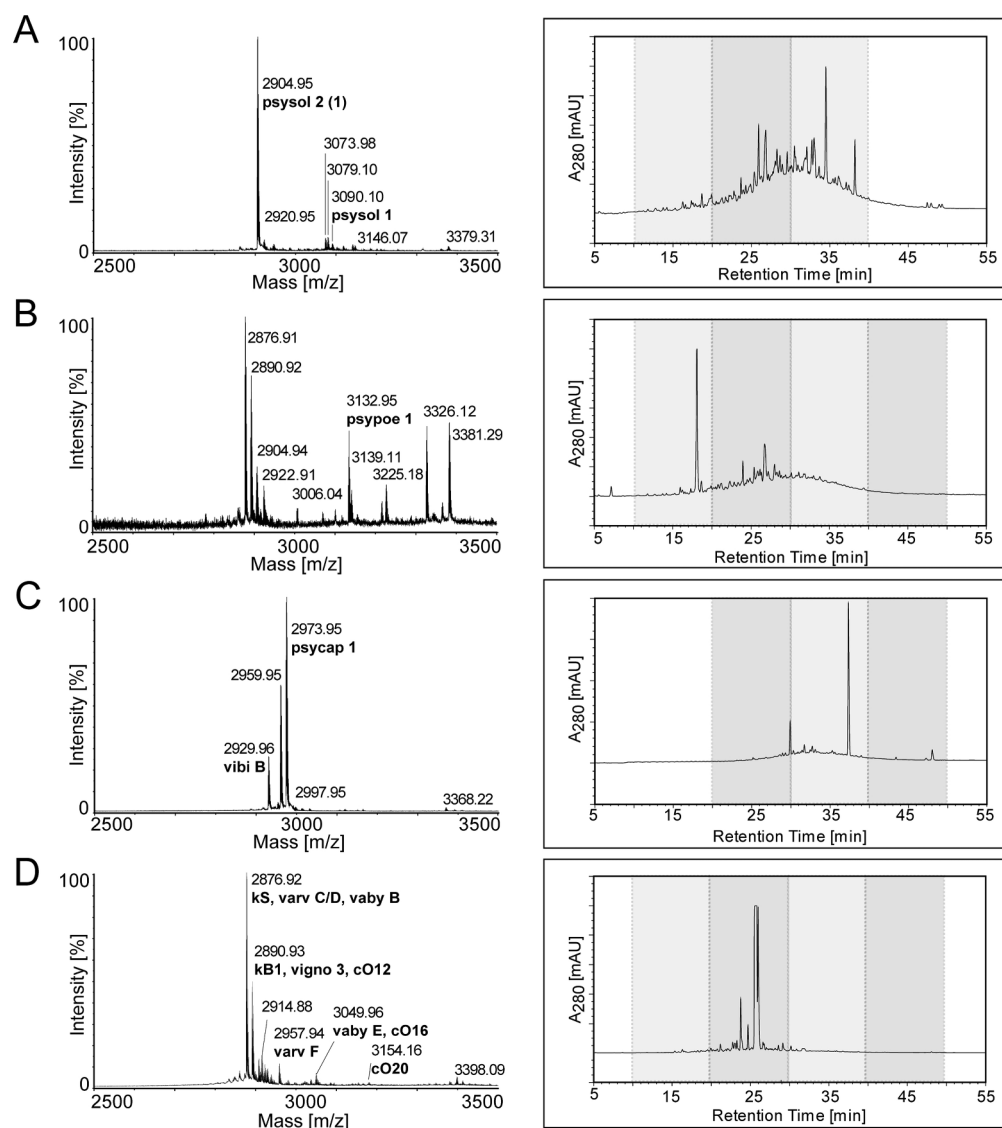 A
Intensity [%]
100
0
2904.95
psysol 2 (1)
3073.98
3079.10
3090.10
psysol 1
2920.95
3146.07
3379.31
2500
3000
3500
Mass [m/z]
A280 [mAU]
5
15
25
35
45
55
Retention Time [min]
B
Intensity [%]
100
0
2876.91
2890.92
2904.94
2922.91
3006.04
3132.95
psypoe 1
3139.11
3225.18
3326.12
3381.29
2500
3000
3500
Mass [m/z]
A280 [mAU]
5
15
25
35
45
55
Retention Time [min]
C
Intensity [%]
100
0
2973.95
psycap 1
2959.95
2929.96
vibi B
2997.95
3368.22
2500
3000
3500
Mass [m/z]
A280 [mAU]
5
15
25
35
45
55
Retention Time [min]
D
Intensity [%]
100
0
2876.92
kS, varv C/D, vaby B
2890.93
kB1, vigno 3, cO12
2914.88
2957.94
varv F
3049.96
vaby E, cO16
3154.16
cO20
3398.09
2500
3000
3500
Mass [m/z]
A280 [mAU]
5
15
25
35
45
55
Retention Time [min]